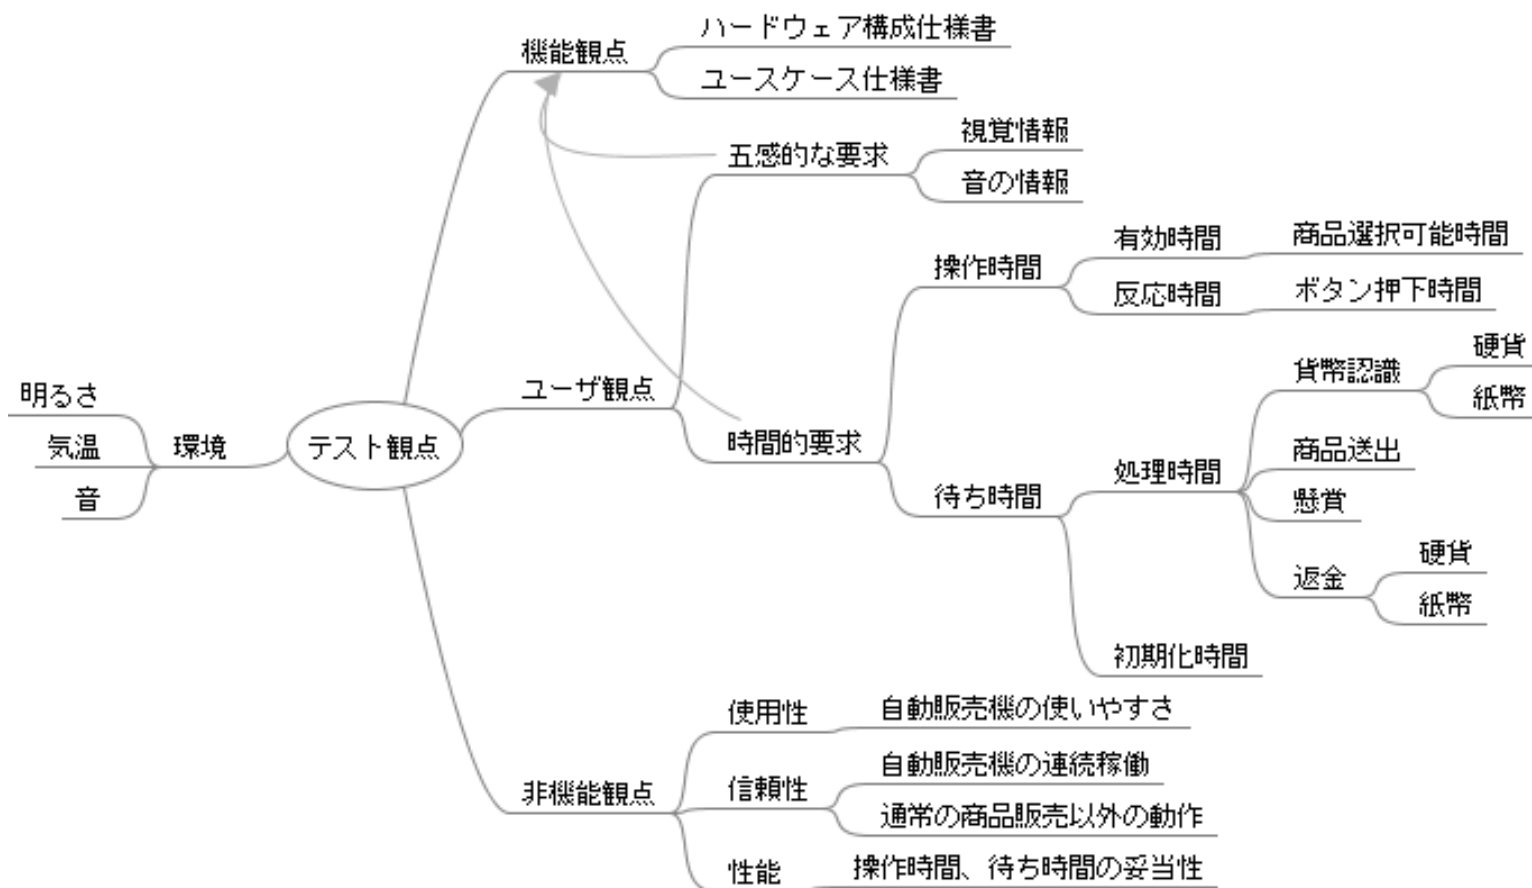 テスト観点
機能観点
ハードウェア構成仕様書
ユースケース仕様書
ユーザ観点
五感的な要求
視覚情報
音の情報
時間的要求
操作時間
有効時間
商品選択可能時間
反応時間
ボタン押下時間
待ち時間
処理時間
貨幣認識
硬貨
紙幣
商品送出
懸賞
返金
硬貨
紙幣
初期化時間
非機能観点
使用性
自動販売機の使いやすさ
信頼性
自動販売機の連続稼働
通常の商品販売以外の動作
性能
操作時間、待ち時間の妥当性
環境
明るさ
気温
音